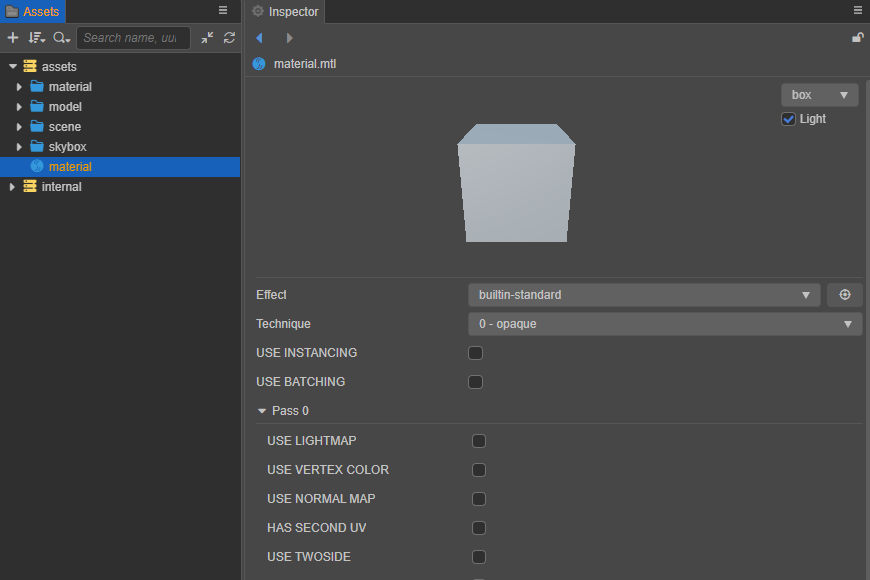 Assets
Search name, uui
assets
material
model
scene
skybox
material
internal
Inspector
material.mtl
box
Light
Effect
builtin-standard
Technique
0 - opaque
USE INSTANCING
USE BATCHING
Pass 0
USE LIGHTMAP
USE VERTEX COLOR
USE NORMAL MAP
HAS SECOND UV
USE TWOSIDE